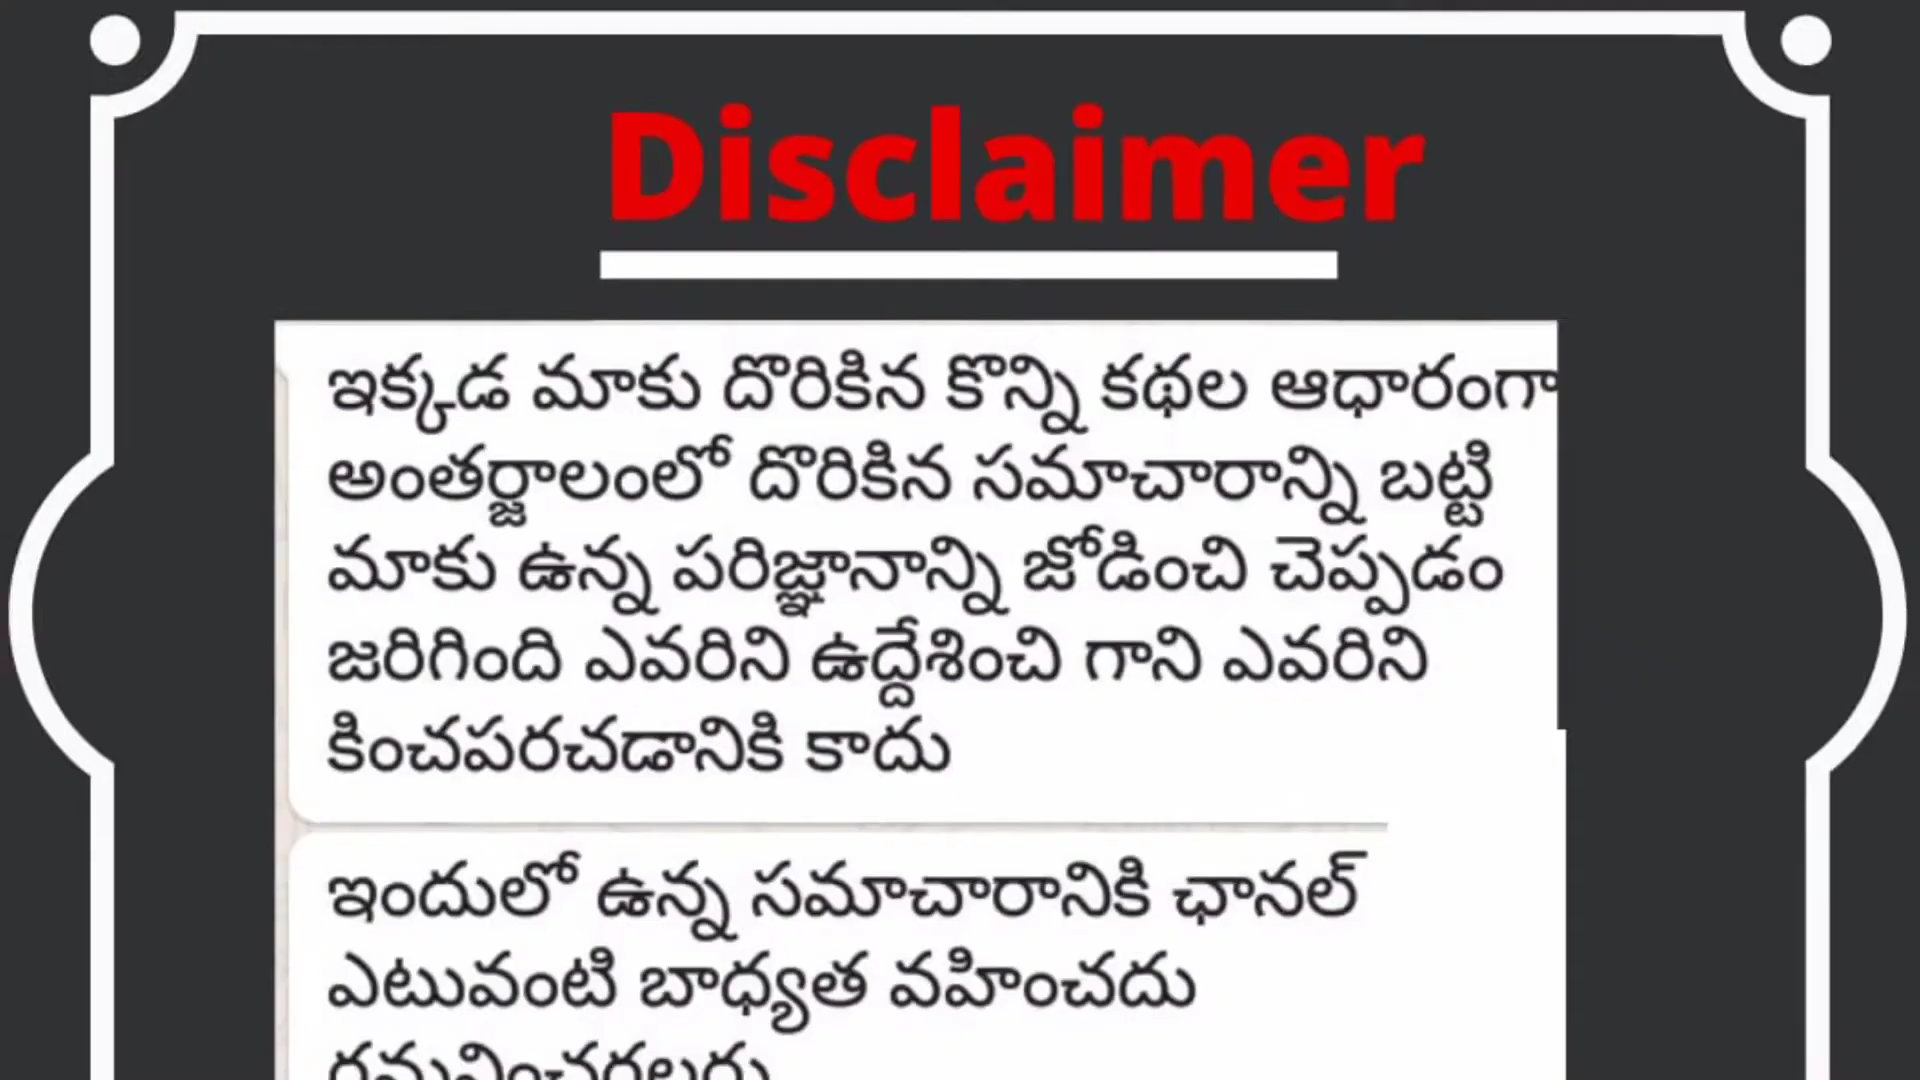 Disclaimer
ఇక్కడ మాకు దొరికిన కొన్ని కథల ఆధారంగా
అంతర్జాలంలో దొరికిన సమాచారాన్ని బట్టి
మాకు ఉన్న పరిజ్ఞానాన్ని జోడించి చెప్పడం
జరిగింది ఎవరిని ఉద్దేశించి గాని ఎవరిని
కించపరచడానికి కాదు
ఇందులో ఉన్న సమాచారానికి ఛానల్
ఎటువంటి బాధ్యత వహించదు